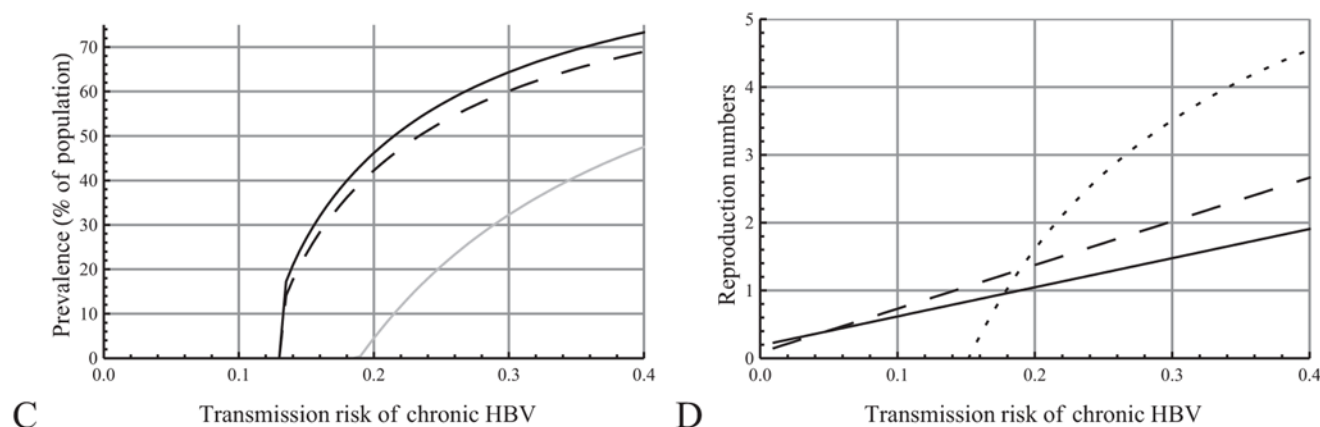 Prevalence (% of population)
70
60
50
40
30
20
10
0
0.0 0.1 0.2 0.3 0.4
Transmission risk of chronic HBV
C
Reproduction numbers
5
4
3
2
1
0
0.0 0.1 0.2 0.3 0.4
Transmission risk of chronic HBV
D